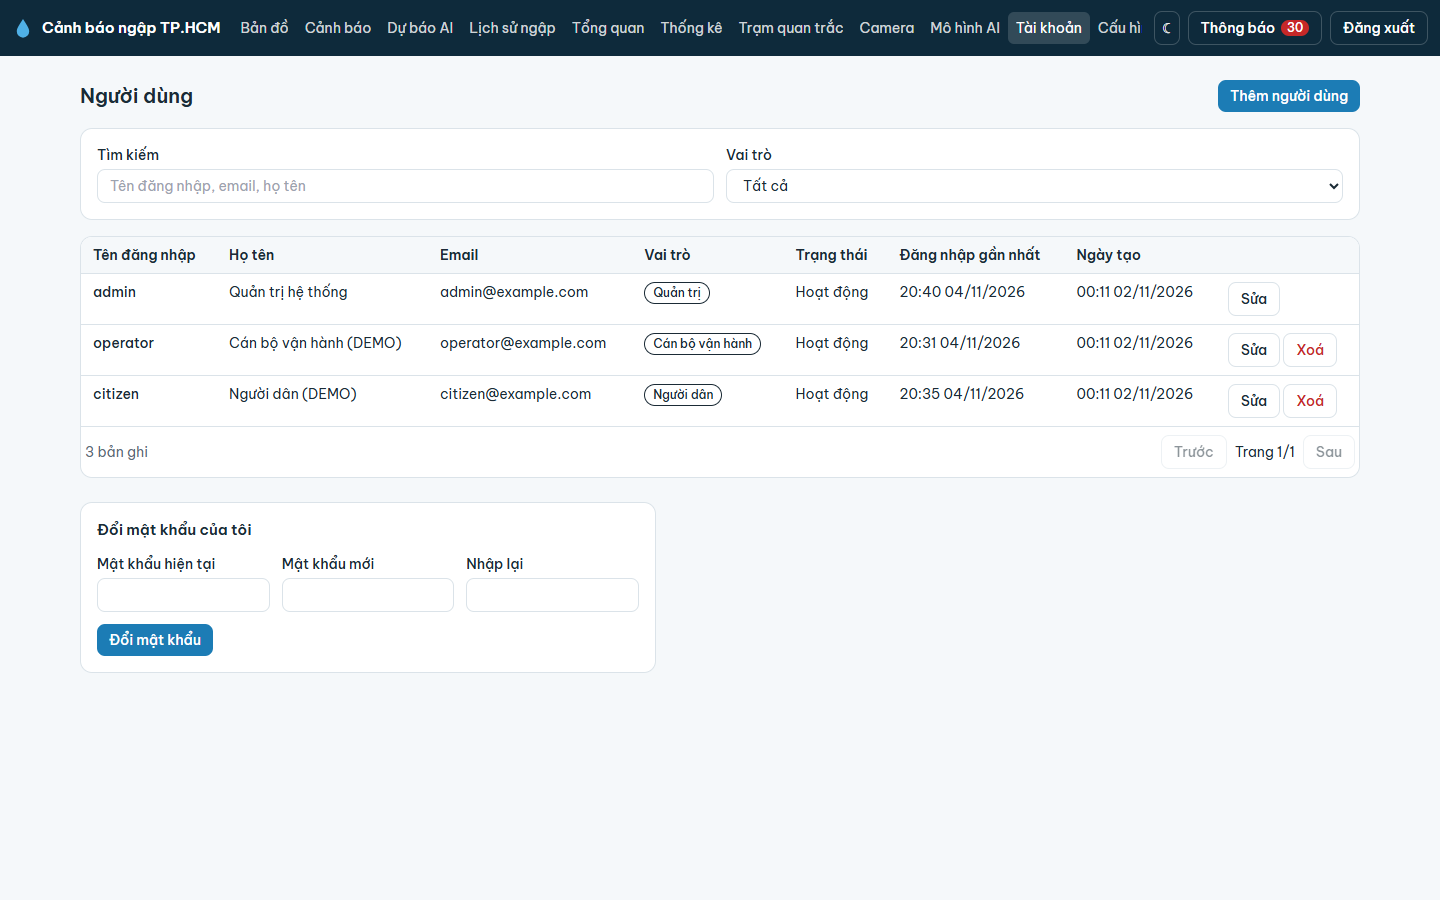 Cảnh báo ngập TP.HCM Bản đồ Cảnh báo Dự báo AI Lịch sử ngập Tổng quan Thống kê Trạm quan trắc Camera Mô hình AI Tài khoản Cấu hì Thông báo 30 Đăng xuất
Người dùng Thêm người dùng
Tìm kiếm Vai trò
Tên đăng nhập, email, họ tên Tất cả
Tên đăng nhập Họ tên Email Vai trò Trạng thái Đăng nhập gần nhất Ngày tạo
admin Quản trị hệ thống admin@example.com Quản trị Hoạt động 20:40 04/11/2026 00:11 02/11/2026 Sửa
operator Cán bộ vận hành (DEMO) operator@example.com Cán bộ vận hành Hoạt động 20:31 04/11/2026 00:11 02/11/2026 Sửa Xoá
citizen Người dân (DEMO) citizen@example.com Người dân Hoạt động 20:35 04/11/2026 00:11 02/11/2026 Sửa Xoá
3 bản ghi Trước Trang 1/1 Sau
Đổi mật khẩu của tôi
Mật khẩu hiện tại Mật khẩu mới Nhập lại
Đổi mật khẩu